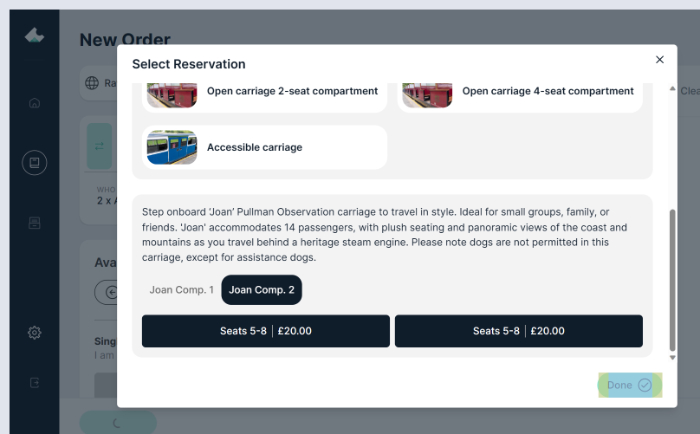 New Order
Select Reservation
Ra
Clea
Open carriage 2-seat compartment
Open carriage 4-seat compartment
Accessible carriage
WHO
2 x A
Step onboard 'Joan' Pullman Observation carriage to travel in style. Ideal for small groups, family, or
friends. 'Joan' accommodates 14 passengers, with plush seating and panoramic views of the coast and
mountains as you travel behind a heritage steam engine. Please note dogs are not permitted in this
carriage, except for assistance dogs.
Ava
Joan Comp. 1
Joan Comp. 2
Seats 5-8 | £20.00
Seats 5-8 | £20.00
Singl
I am
Done